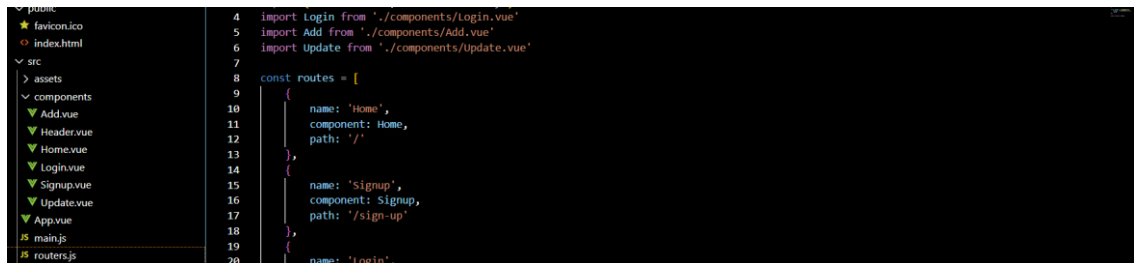 public
favicon.ico
index.html
src
assets
components
Add.vue
Header.vue
Home.vue
Login.vue
Signup.vue
Update.vue
App.vue
JS main.js
JS routers.js
4 import Login from './components/Login.vue'
5 import Add from './components/Add.vue'
6 import Update from './components/Update.vue'
7
8 const routes = [
9 {
10 name: 'Home',
11 component: Home,
12 path: '/'
13 },
14 {
15 name: 'Signup',
16 component: Signup,
17 path: '/sign-up'
18 },
19 {
20 name: 'Login',